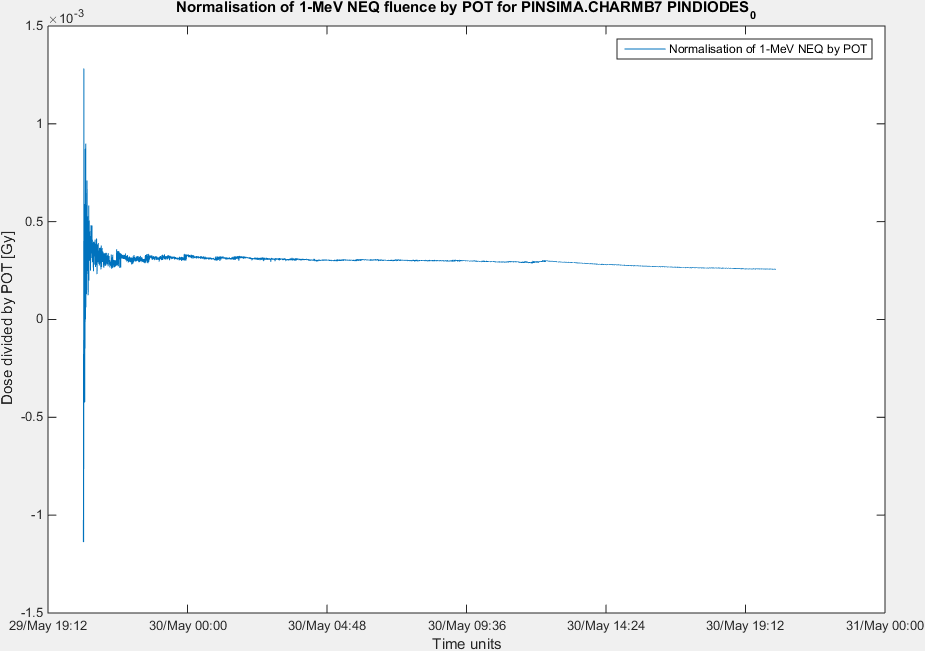 Normalisation of 1-MeV NEQ fluence by POT for PINSIMA.CHARMB7 PINDIODES0
×10-3
1.5
1
0.5
0
-0.5
-1
-1.5
Dose divided by POT [Gy]
Normalisation of 1-MeV NEQ by POT
29/May 19:12
30/May 00:00
30/May 04:48
30/May 09:36
30/May 14:24
30/May 19:12
31/May 00:00
Time units